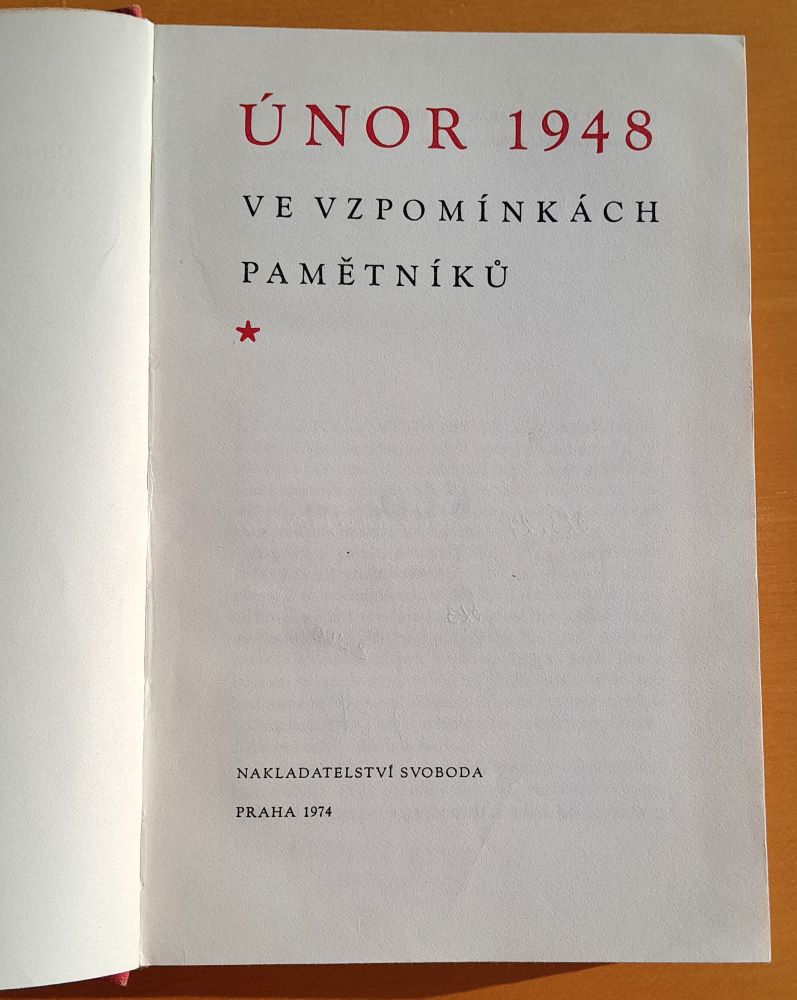 ÚNOR 1948
VE VZPOMÍNKÁCH
PAMĚTNÍKŮ
NAKLADATELSTVÍ SVOBODA
PRAHA 1974